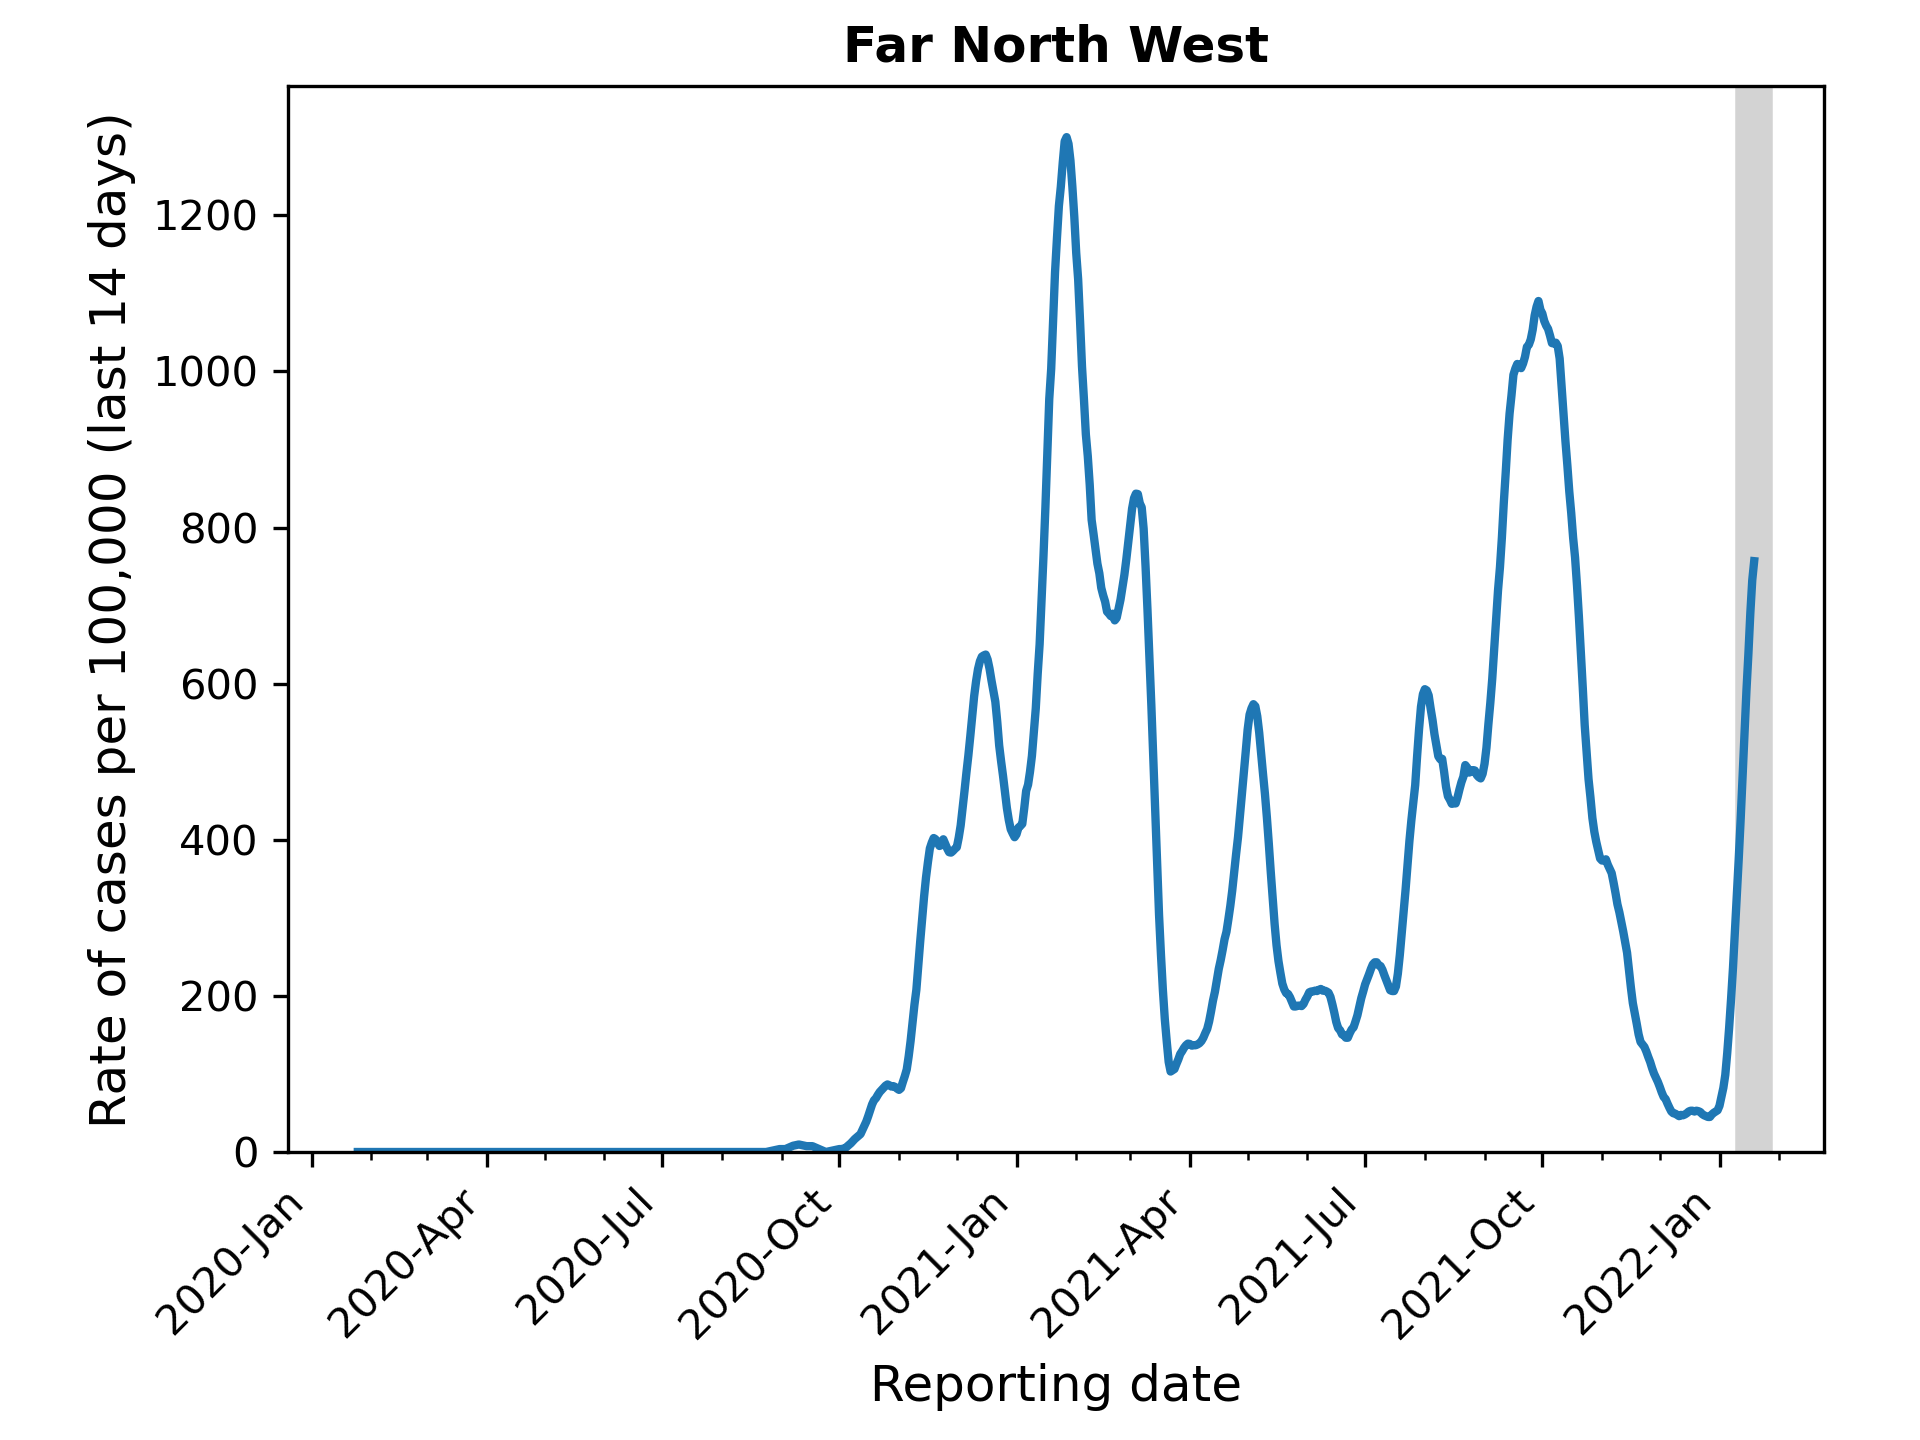 Far North West
Rate of cases per 100,000 (last 14 days)
1200
1000
800
600
400
200
0
2020-Jan
2020-Apr
2020-Jul
2020-Oct
2021-Jan
2021-Apr
2021-Jul
2021-Oct
2022-Jan
Reporting date